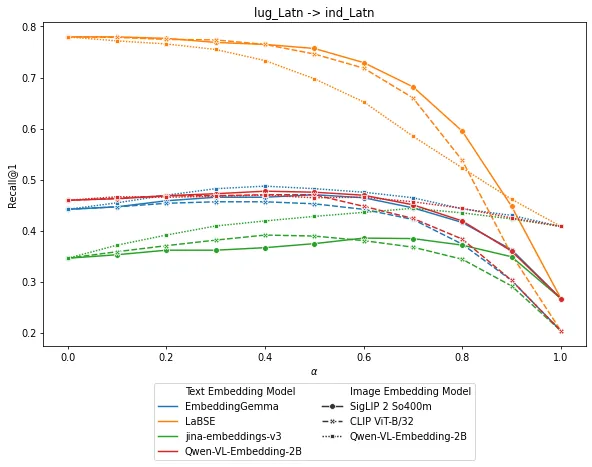 lug_Latn -> ind_Latn
0.8
0.7
0.6
0.5
0.4
0.3
0.2
Recall@1
0.0 0.2 0.4 0.6 0.8 1.0
α
Text Embedding Model Image Embedding Model
EmbeddingGemma SigLIP 2 So400m
LaBSE CLIP ViT-B/32
jina-embeddings-v3 Qwen-VL-Embedding-2B
Qwen-VL-Embedding-2B